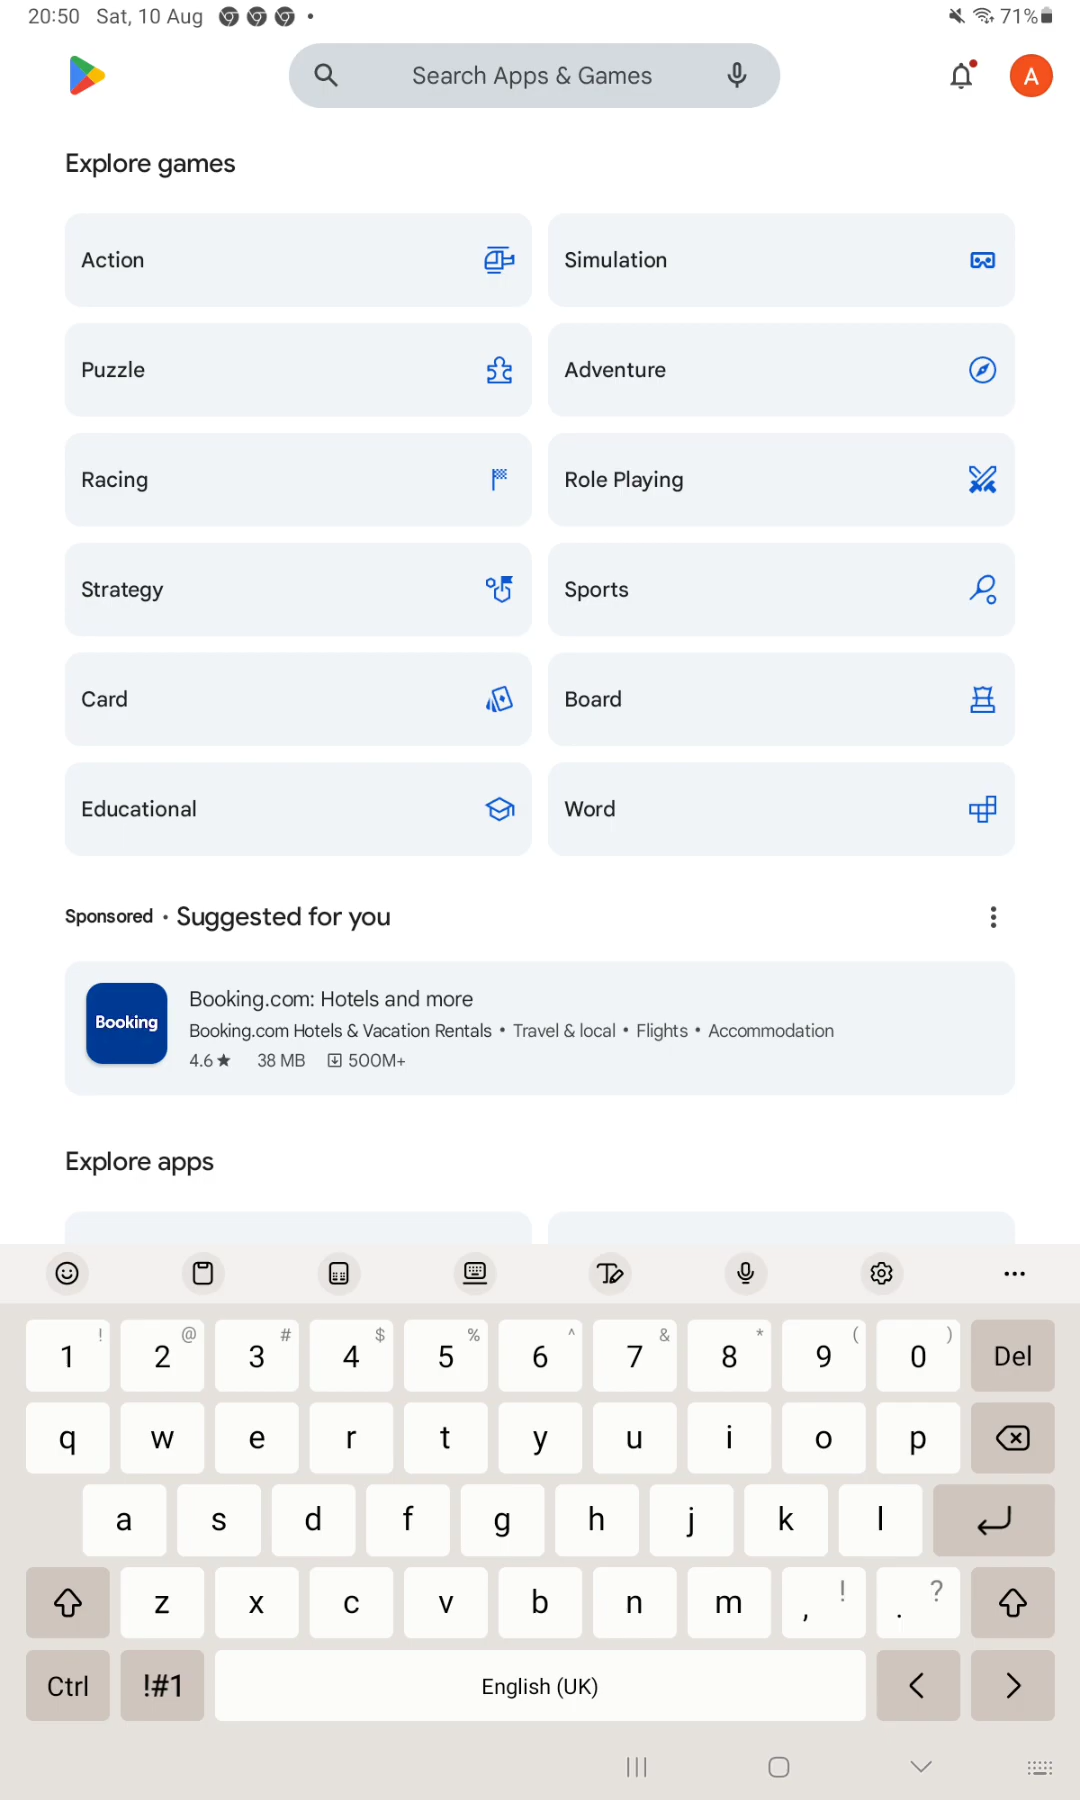 20:50 Sat, 10 Aug 71%
Search Apps & Games
A
Explore games
Action
Simulation
Puzzle
Adventure
Racing
Role Playing
Strategy
Sports
Card
Board
Educational
Word
Sponsored • Suggested for you
Booking
Booking.com: Hotels and more
Booking.com Hotels & Vacation Rentals • Travel & local • Flights • Accommodation
4.6★ 38 MB 500M+
Explore apps
! @ # $ % ^ & * ( )
1 2 3 4 5 6 7 8 9 0 Del
q w e r t y u i o p
a s d f g h j k l
z x c v b n m , ! . ?
Ctrl !#1 English (UK) < >